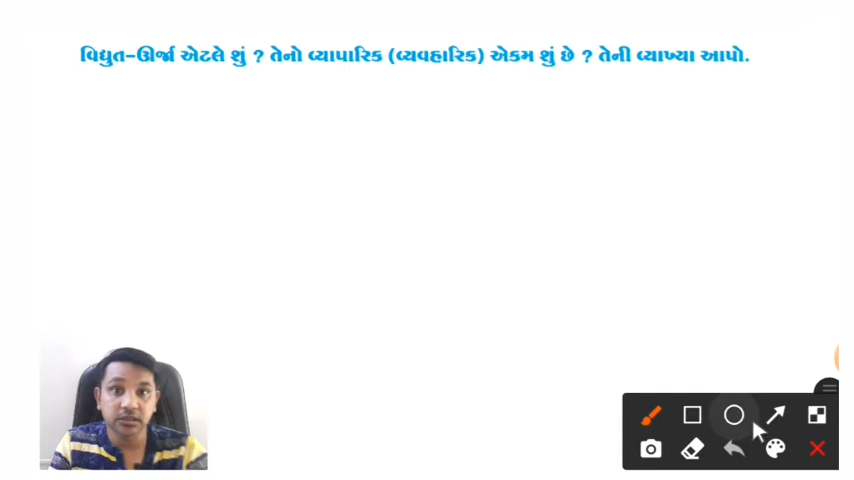 વિદ્યુત-ઊર્જા એટલે શું ? તેનો વ્યાપારિક (વ્યવહારિક) એકમ શું છે ? તેની વ્યાખ્યા આપો.